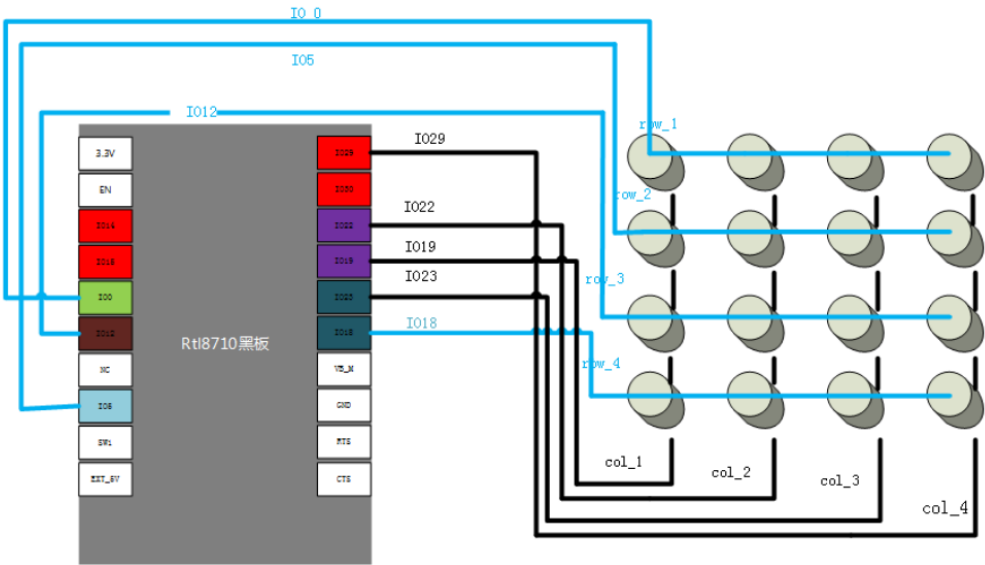 IO 0
IO5
IO12
row_1
IO29
3.3V
IO29
EN
IO30
row_2
IO22
IO14
IO22
IO19
IO15
IO19
row_3
IO23
IO0
IO23
IO18
IO12
IO18
Rtl8710黑板
row_4
NC
IO5
GND
SW1
RTS
EXT_5V
CTS
col_1
col_2
col_3
col_4